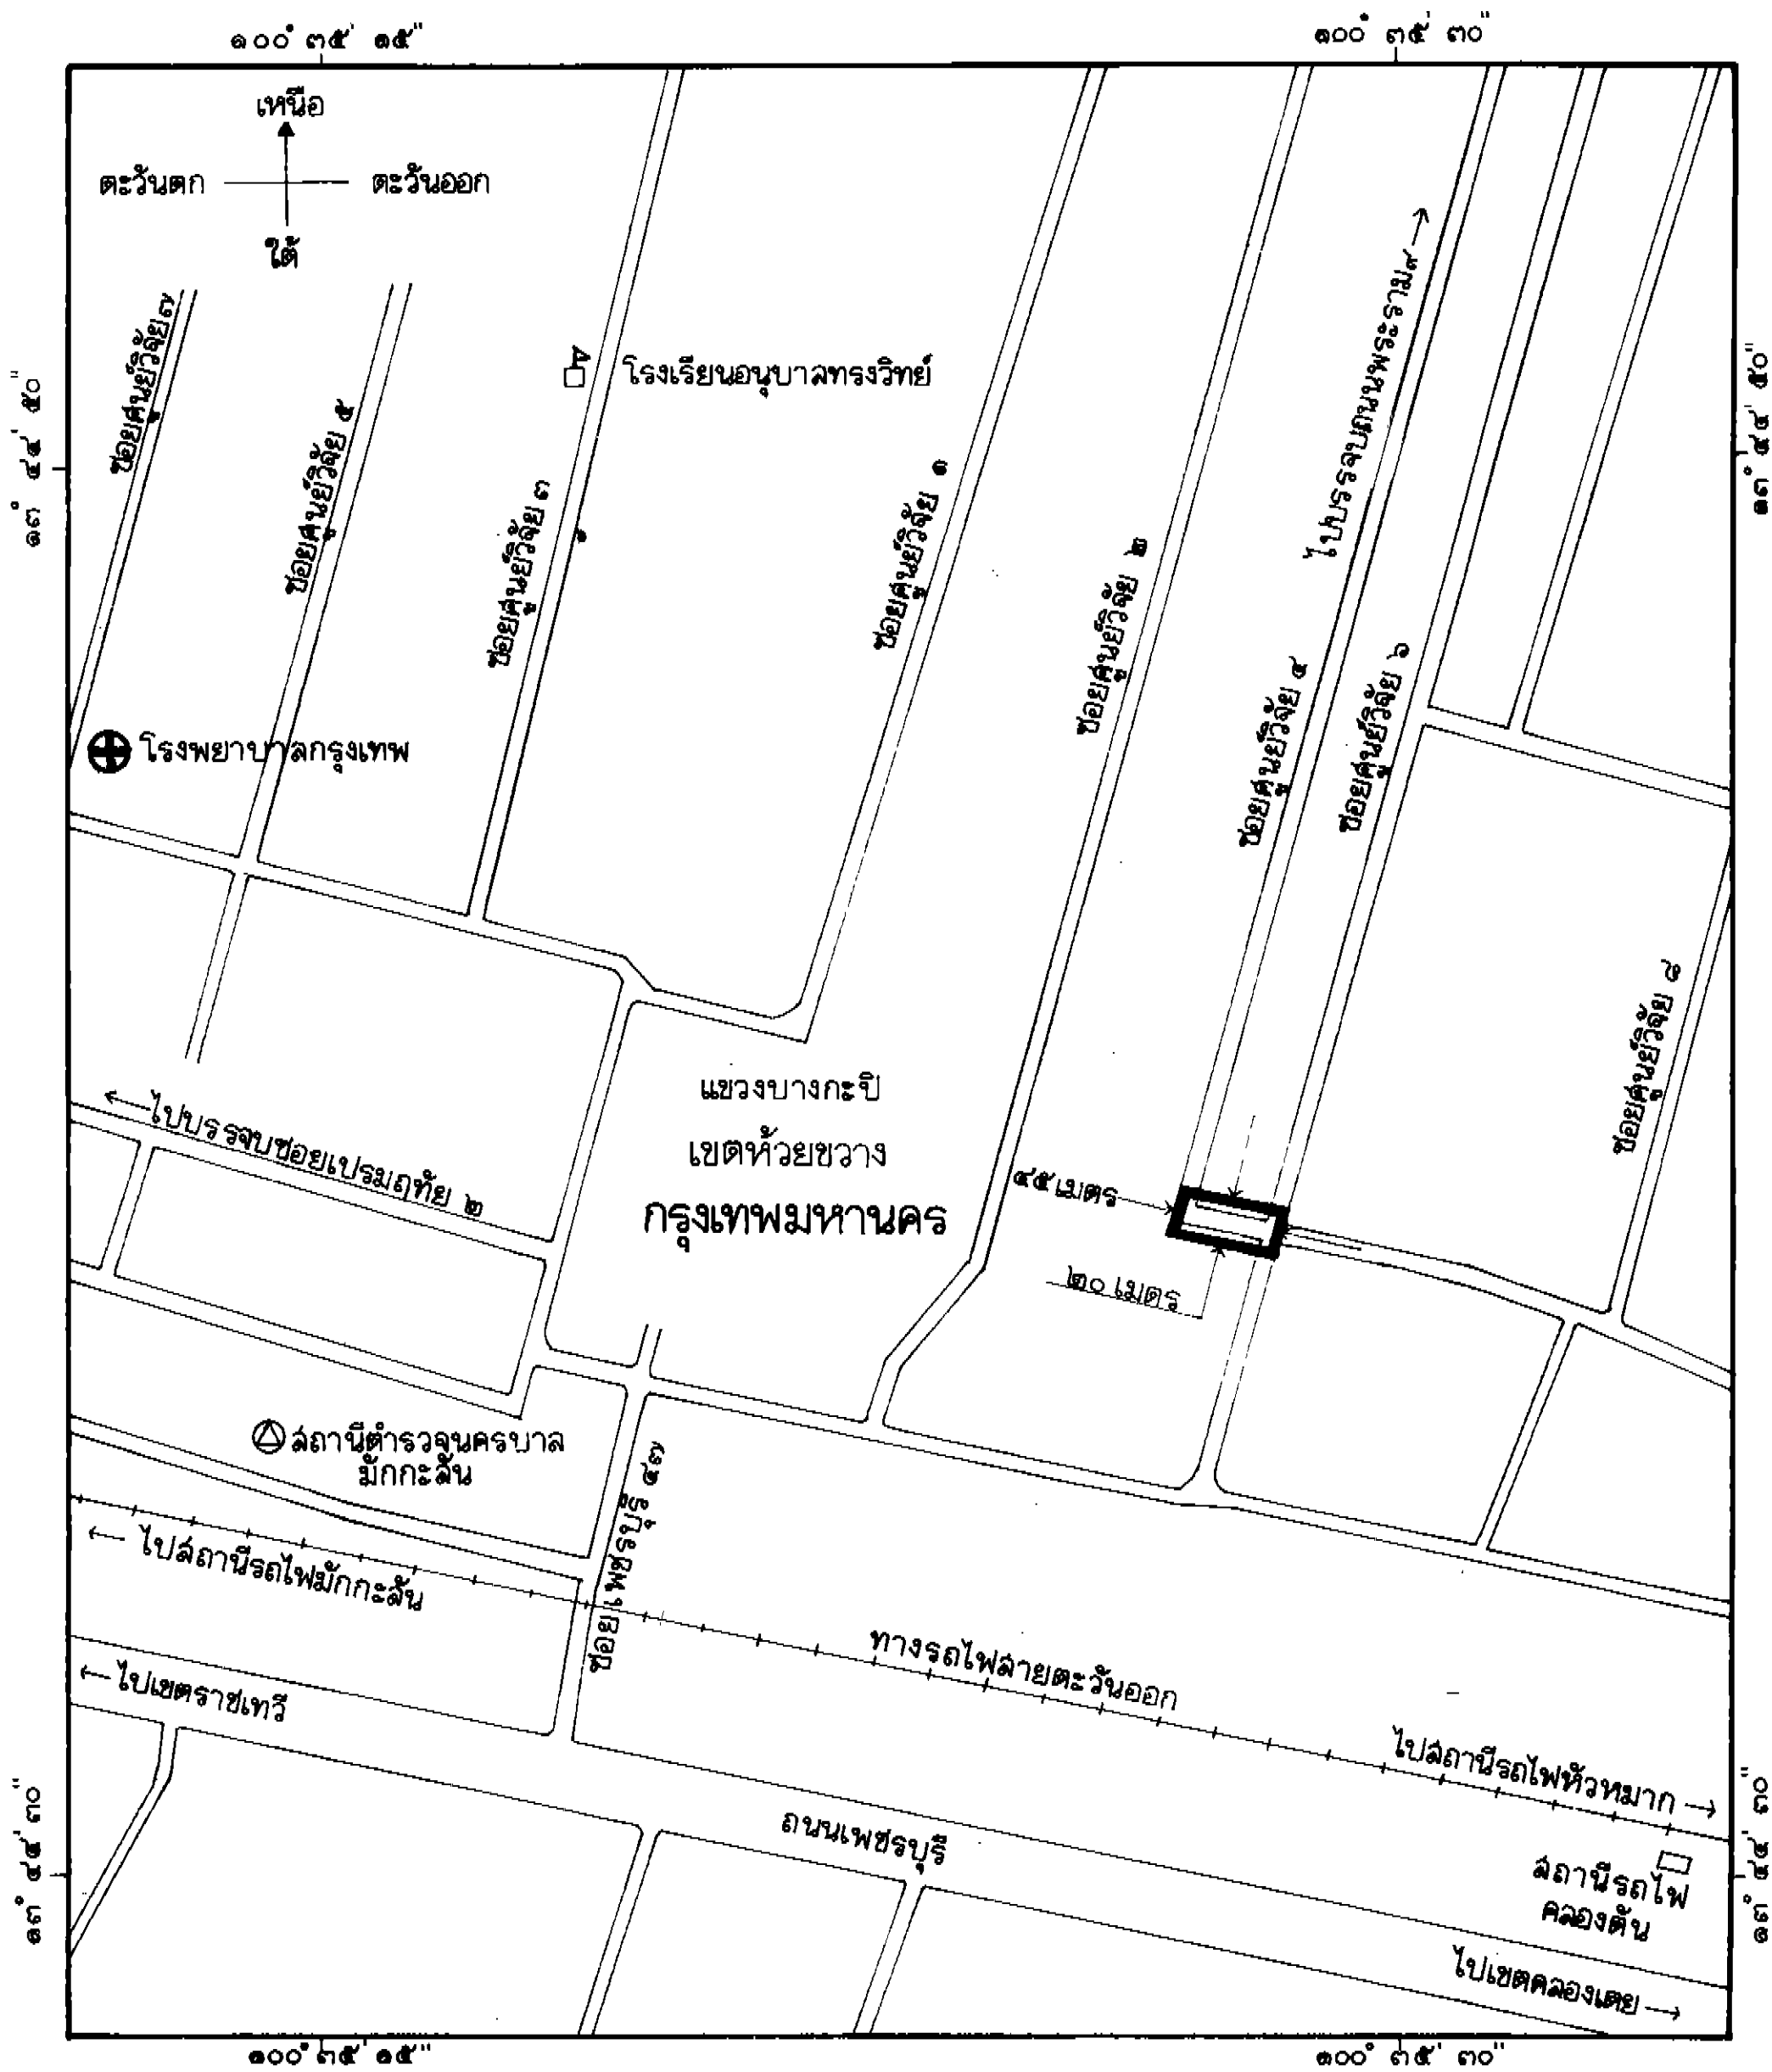 ๑๐๐° ๓๕' ๑๕"
๑๐๐° ๓๕' ๓๐"
เหนือ
ตะวันตก
ตะวันออก
ใต้
ซอยศูนย์วิจัย ๗
ซอยศูนย์วิจัย ๕
ซอยศูนย์วิจัย ๓
โรงเรียนอนุบาลทรงวิทย์
ซอยศูนย์วิจัย ๑
ซอยศูนย์วิจัย ๒
ไปบรรจบถนนพระราม ๙
ซอยศูนย์วิจัย ๔
ซอยศูนย์วิจัย ๖
๑๓° ๔๔' ๕๐"
๑๓° ๔๔' ๕๐"
โรงพยาบาลกรุงเทพ
ซอยศูนย์วิจัย ๘
แขวงบางกะปิ
เขตห้วยขวาง
กรุงเทพมหานคร
ไปบรรจบซอยเปรมฤทัย ๒
๔๕ เมตร
๒๐ เมตร
สถานีตำรวจนครบาล
มักกะสัน
ซอยเพชรบุรี ๔๗
ไปสถานีรถไฟมักกะสัน
ทางรถไฟสายตะวันออก
ไปเขตราชเทวี
ไปสถานีรถไฟหัวหมาก
ถนนเพชรบุรี
สถานีรถไฟ
คลองตัน
ไปเขตคลองเตย
๑๓° ๔๔' ๓๐"
๑๓° ๔๔' ๓๐"
๑๐๐° ๓๕' ๑๕"
๑๐๐° ๓๕' ๓๐"